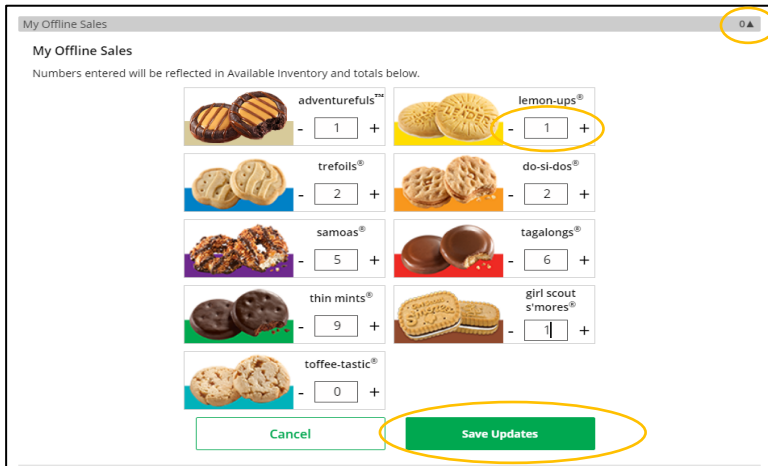 My Offline Sales 0▲
My Offline Sales
Numbers entered will be reflected in Available Inventory and totals below.
adventurefuls™
- 1 +
lemon-ups®
- 1 +
trefoils®
- 2 +
do-si-dos®
- 2 +
samoas®
- 5 +
tagalongs®
- 6 +
thin mints®
- 9 +
girl scout
s'mores®
- 1 +
toffee-tastic®
- 0 +
Cancel
Save Updates